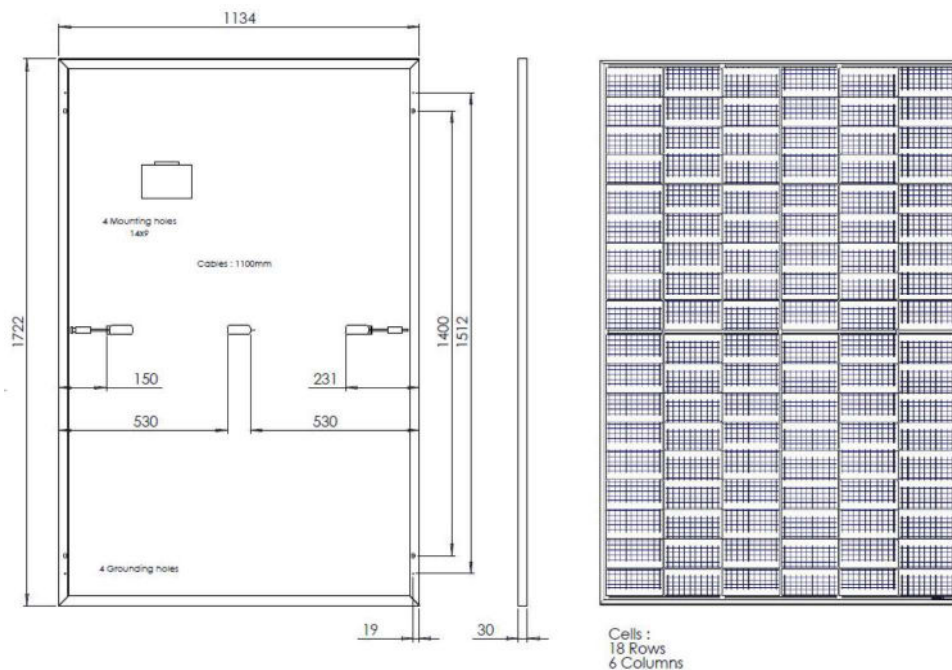 1134
4 Mounting holes
14x9
Cables : 1100mm
1722
1400
1512
150
231
530
530
4 Grounding holes
19
30
Cells :
18 Rows
6 Columns